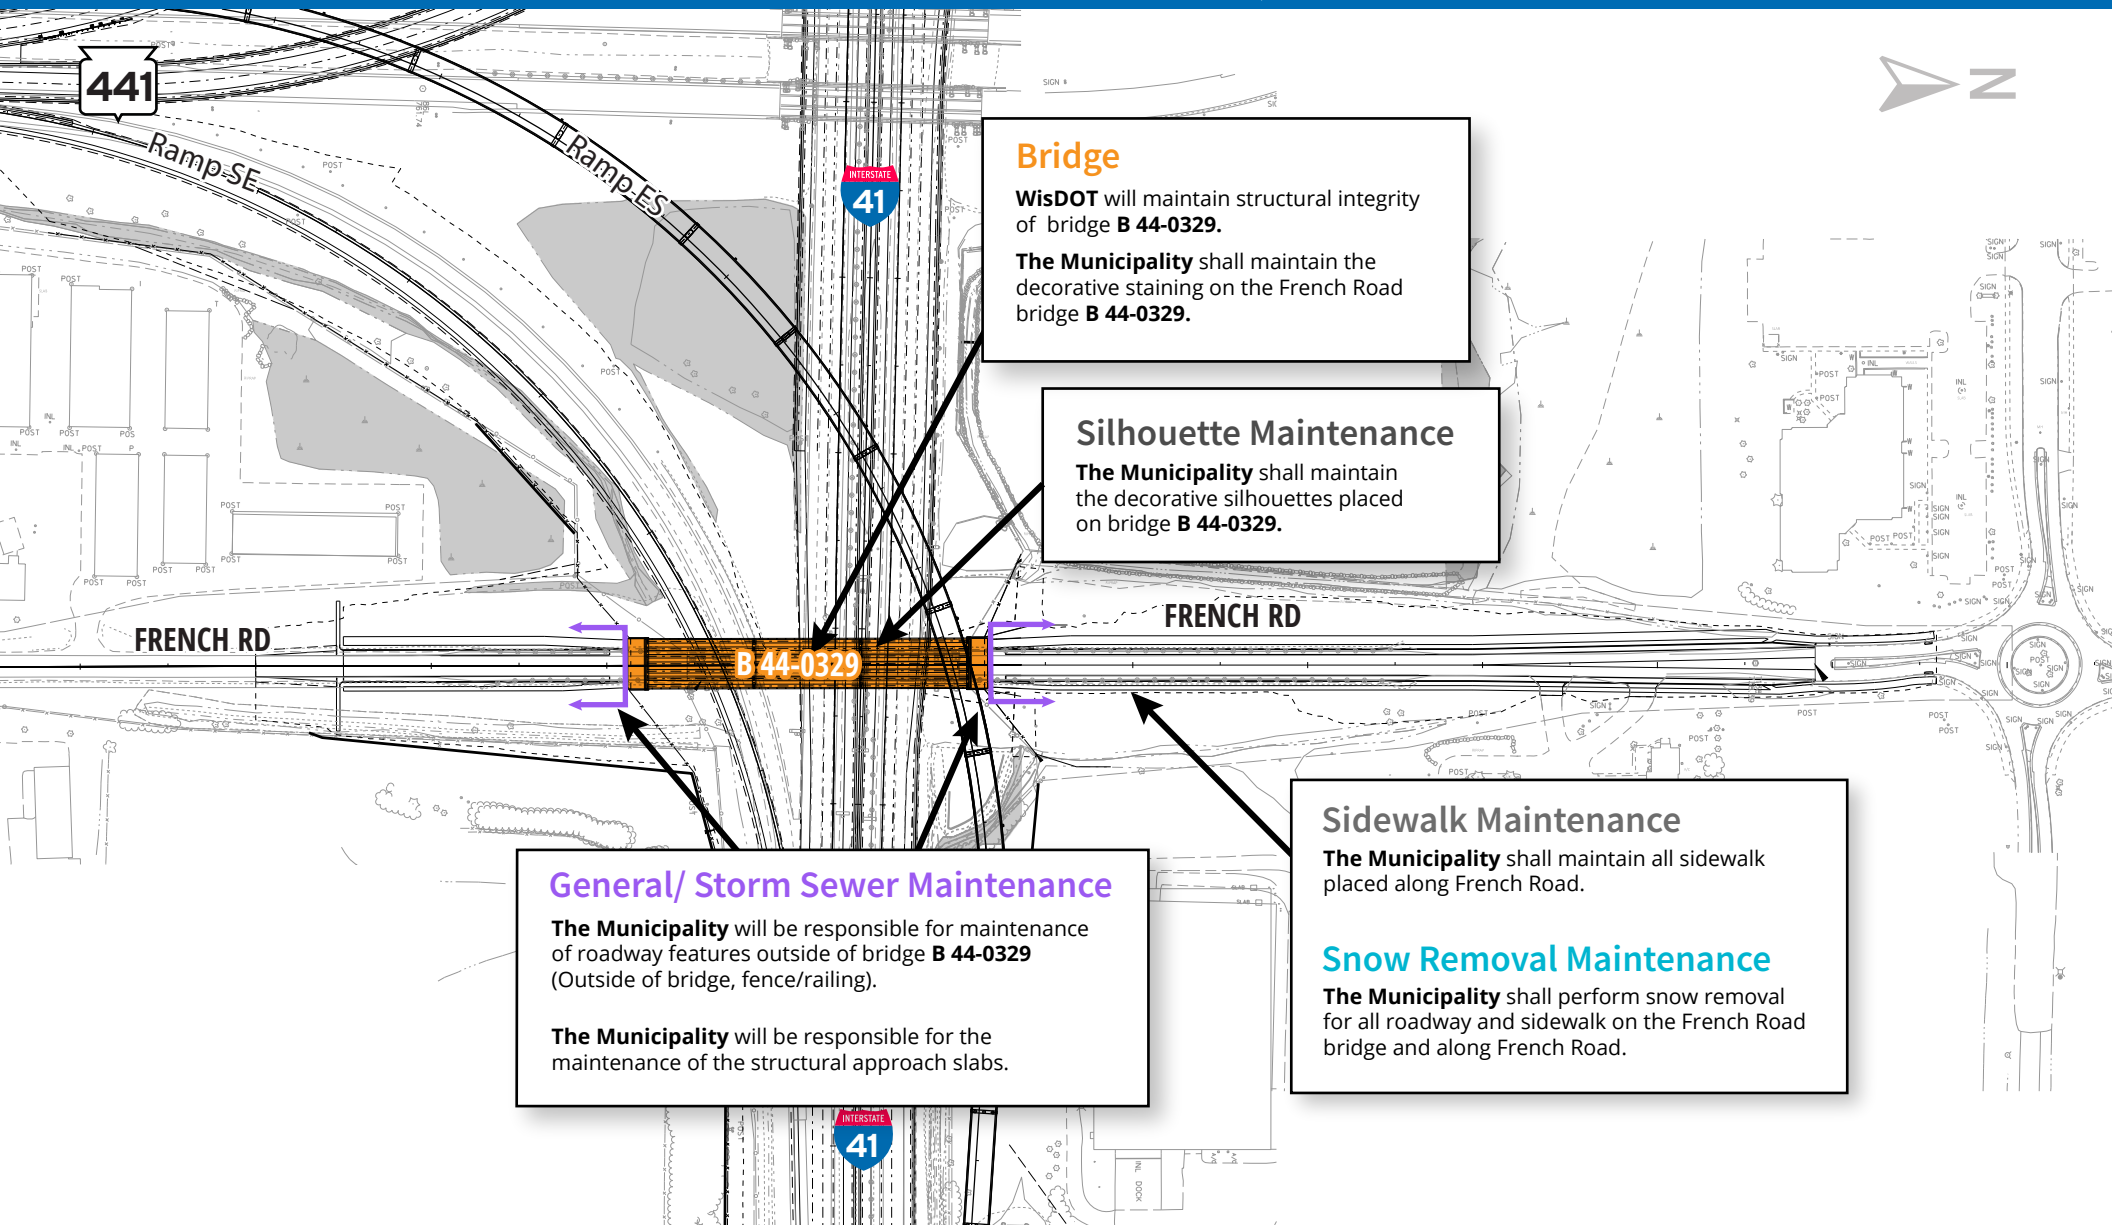 441
Ramp SE
Ramp ES
INTERSTATE
41
N
Bridge
WisDOT will maintain structural integrity
of bridge B 44-0329.
The Municipality shall maintain the
decorative staining on the French Road
bridge B 44-0329.
Silhouette Maintenance
The Municipality shall maintain
the decorative silhouettes placed
on bridge B 44-0329.
FRENCH RD
B 44-0329
FRENCH RD
General/ Storm Sewer Maintenance
The Municipality will be responsible for maintenance
of roadway features outside of bridge B 44-0329
(Outside of bridge, fence/railing).
The Municipality will be responsible for the
maintenance of the structural approach slabs.
Sidewalk Maintenance
The Municipality shall maintain all sidewalk
placed along French Road.
Snow Removal Maintenance
The Municipality shall perform snow removal
for all roadway and sidewalk on the French Road
bridge and along French Road.
INTERSTATE
41
INL
DOCK